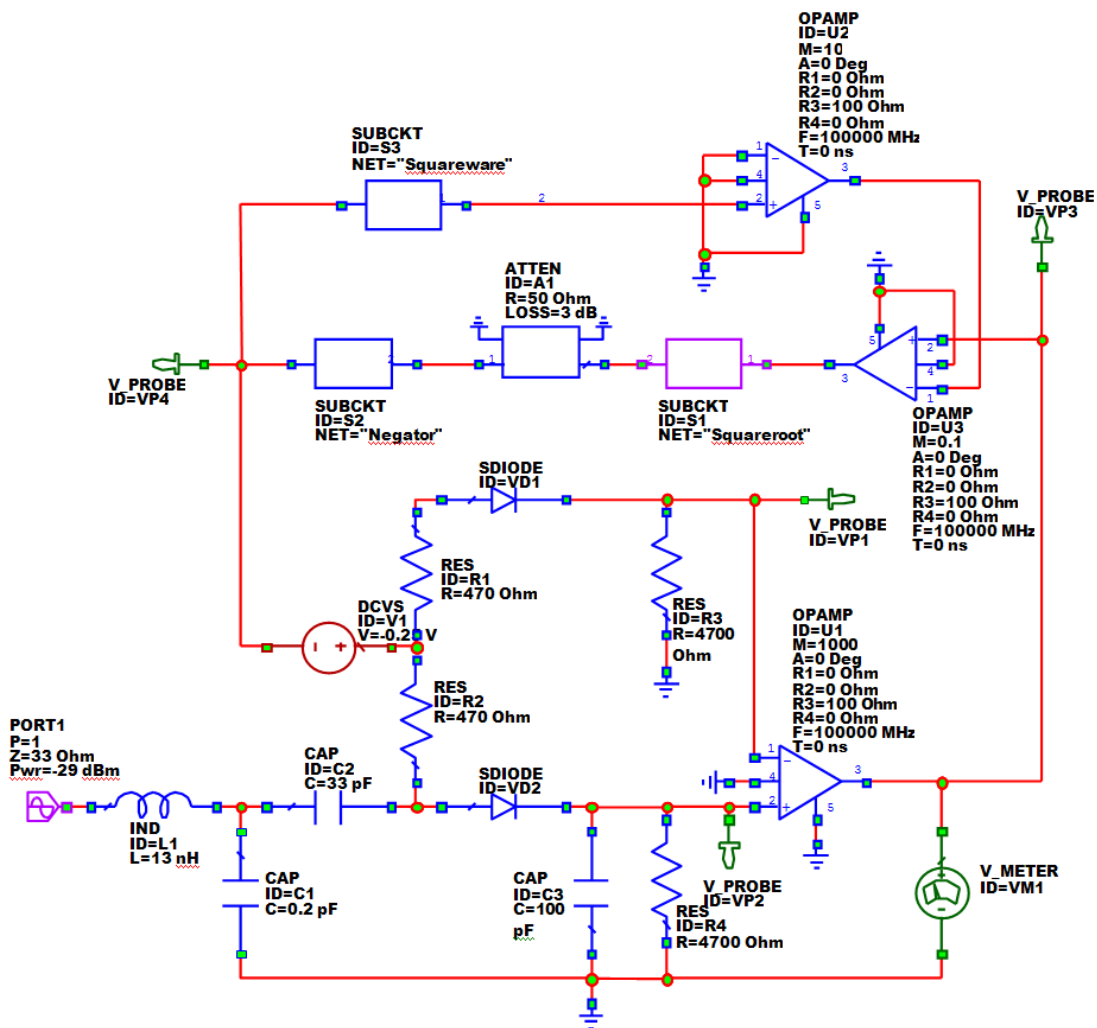 OPAMP
ID=U2
M=10
A=0 Deg
R1=0 Ohm
R2=0 Ohm
R3=100 Ohm
R4=0 Ohm
F=100000 MHz
T=0 ns
1
4
2
3
5
SUBCKT
ID=S3
NET="Squareware"
1
2
V_PROBE
ID=VP3
ATTEN
ID=A1
R=50 Ohm
LOSS=3 dB
1
V_PROBE
ID=VP4
2
SUBCKT
ID=S2
NET="Negator"
2
1
SUBCKT
ID=S1
NET="Squareroot"
5
2
4
3
1
OPAMP
ID=U3
M=0.1
A=0 Deg
R1=0 Ohm
R2=0 Ohm
R3=100 Ohm
R4=0 Ohm
F=100000 MHz
T=0 ns
SDIODE
ID=VD1
V_PROBE
ID=VP1
RES
ID=R1
R=470 Ohm
DCVS
ID=V1
RES
ID=R3
R=4700
Ohm
RES
ID=R2
R=470 Ohm
OPAMP
ID=U1
M=1000
A=0 Deg
R1=0 Ohm
R2=0 Ohm
R3=100 Ohm
R4=0 Ohm
F=100000 MHz
T=0 ns
1
4
2
3
5
PORT1
P=1
Z=33 Ohm
Pwr=-29 dBm
IND
ID=L1
L=13 nH
CAP
ID=C2
C=33 pF
SDIODE
ID=VD2
CAP
ID=C1
C=0.2 pF
CAP
ID=C3
C=100
pF
V_PROBE
ID=VP2
RES
ID=R4
R=4700 Ohm
V_METER
ID=VM1